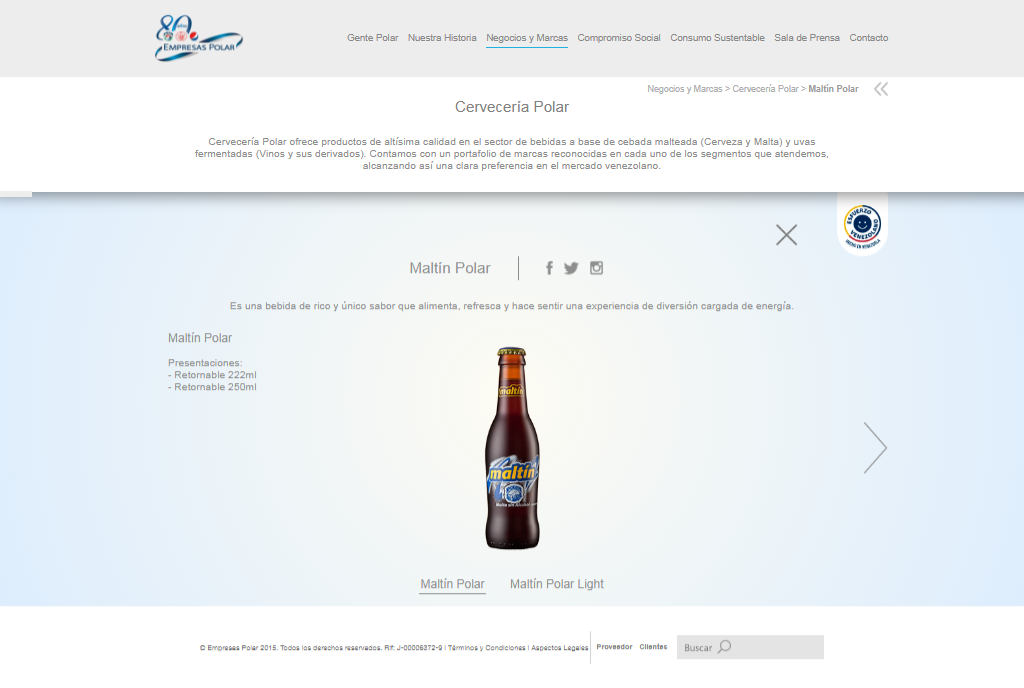 80
años
EMPRESAS POLAR
Gente Polar
Nuestra Historia
Negocios y Marcas
Compromiso Social
Consumo Sustentable
Sala de Prensa
Contacto
Negocios y Marcas > Cervecería Polar > Maltín Polar
Cervecería Polar
Cervecería Polar ofrece productos de altísima calidad en el sector de bebidas a base de cebada malteada (Cerveza y Malta) y uvas
fermentadas (Vinos y sus derivados). Contamos con un portafolio de marcas reconocidas en cada uno de los segmentos que atendemos,
alcanzando así una clara preferencia en el mercado venezolano.
ESFUERZO
VENEZOLANO
HECHO EN VENEZUELA
Maltín Polar
Es una bebida de rico y único sabor que alimenta, refresca y hace sentir una experiencia de diversión cargada de energía.
Maltín Polar
Presentaciones:
- Retornable 222ml
- Retornable 250ml
maltin
maltin
Malta sin Alcohol
Maltín Polar
Maltín Polar Light
© Empresas Polar 2015. Todos los derechos reservados. Rif: J-00006372-9 | Términos y Condiciones | Aspectos Legales
Proveedor
Clientes
Buscar